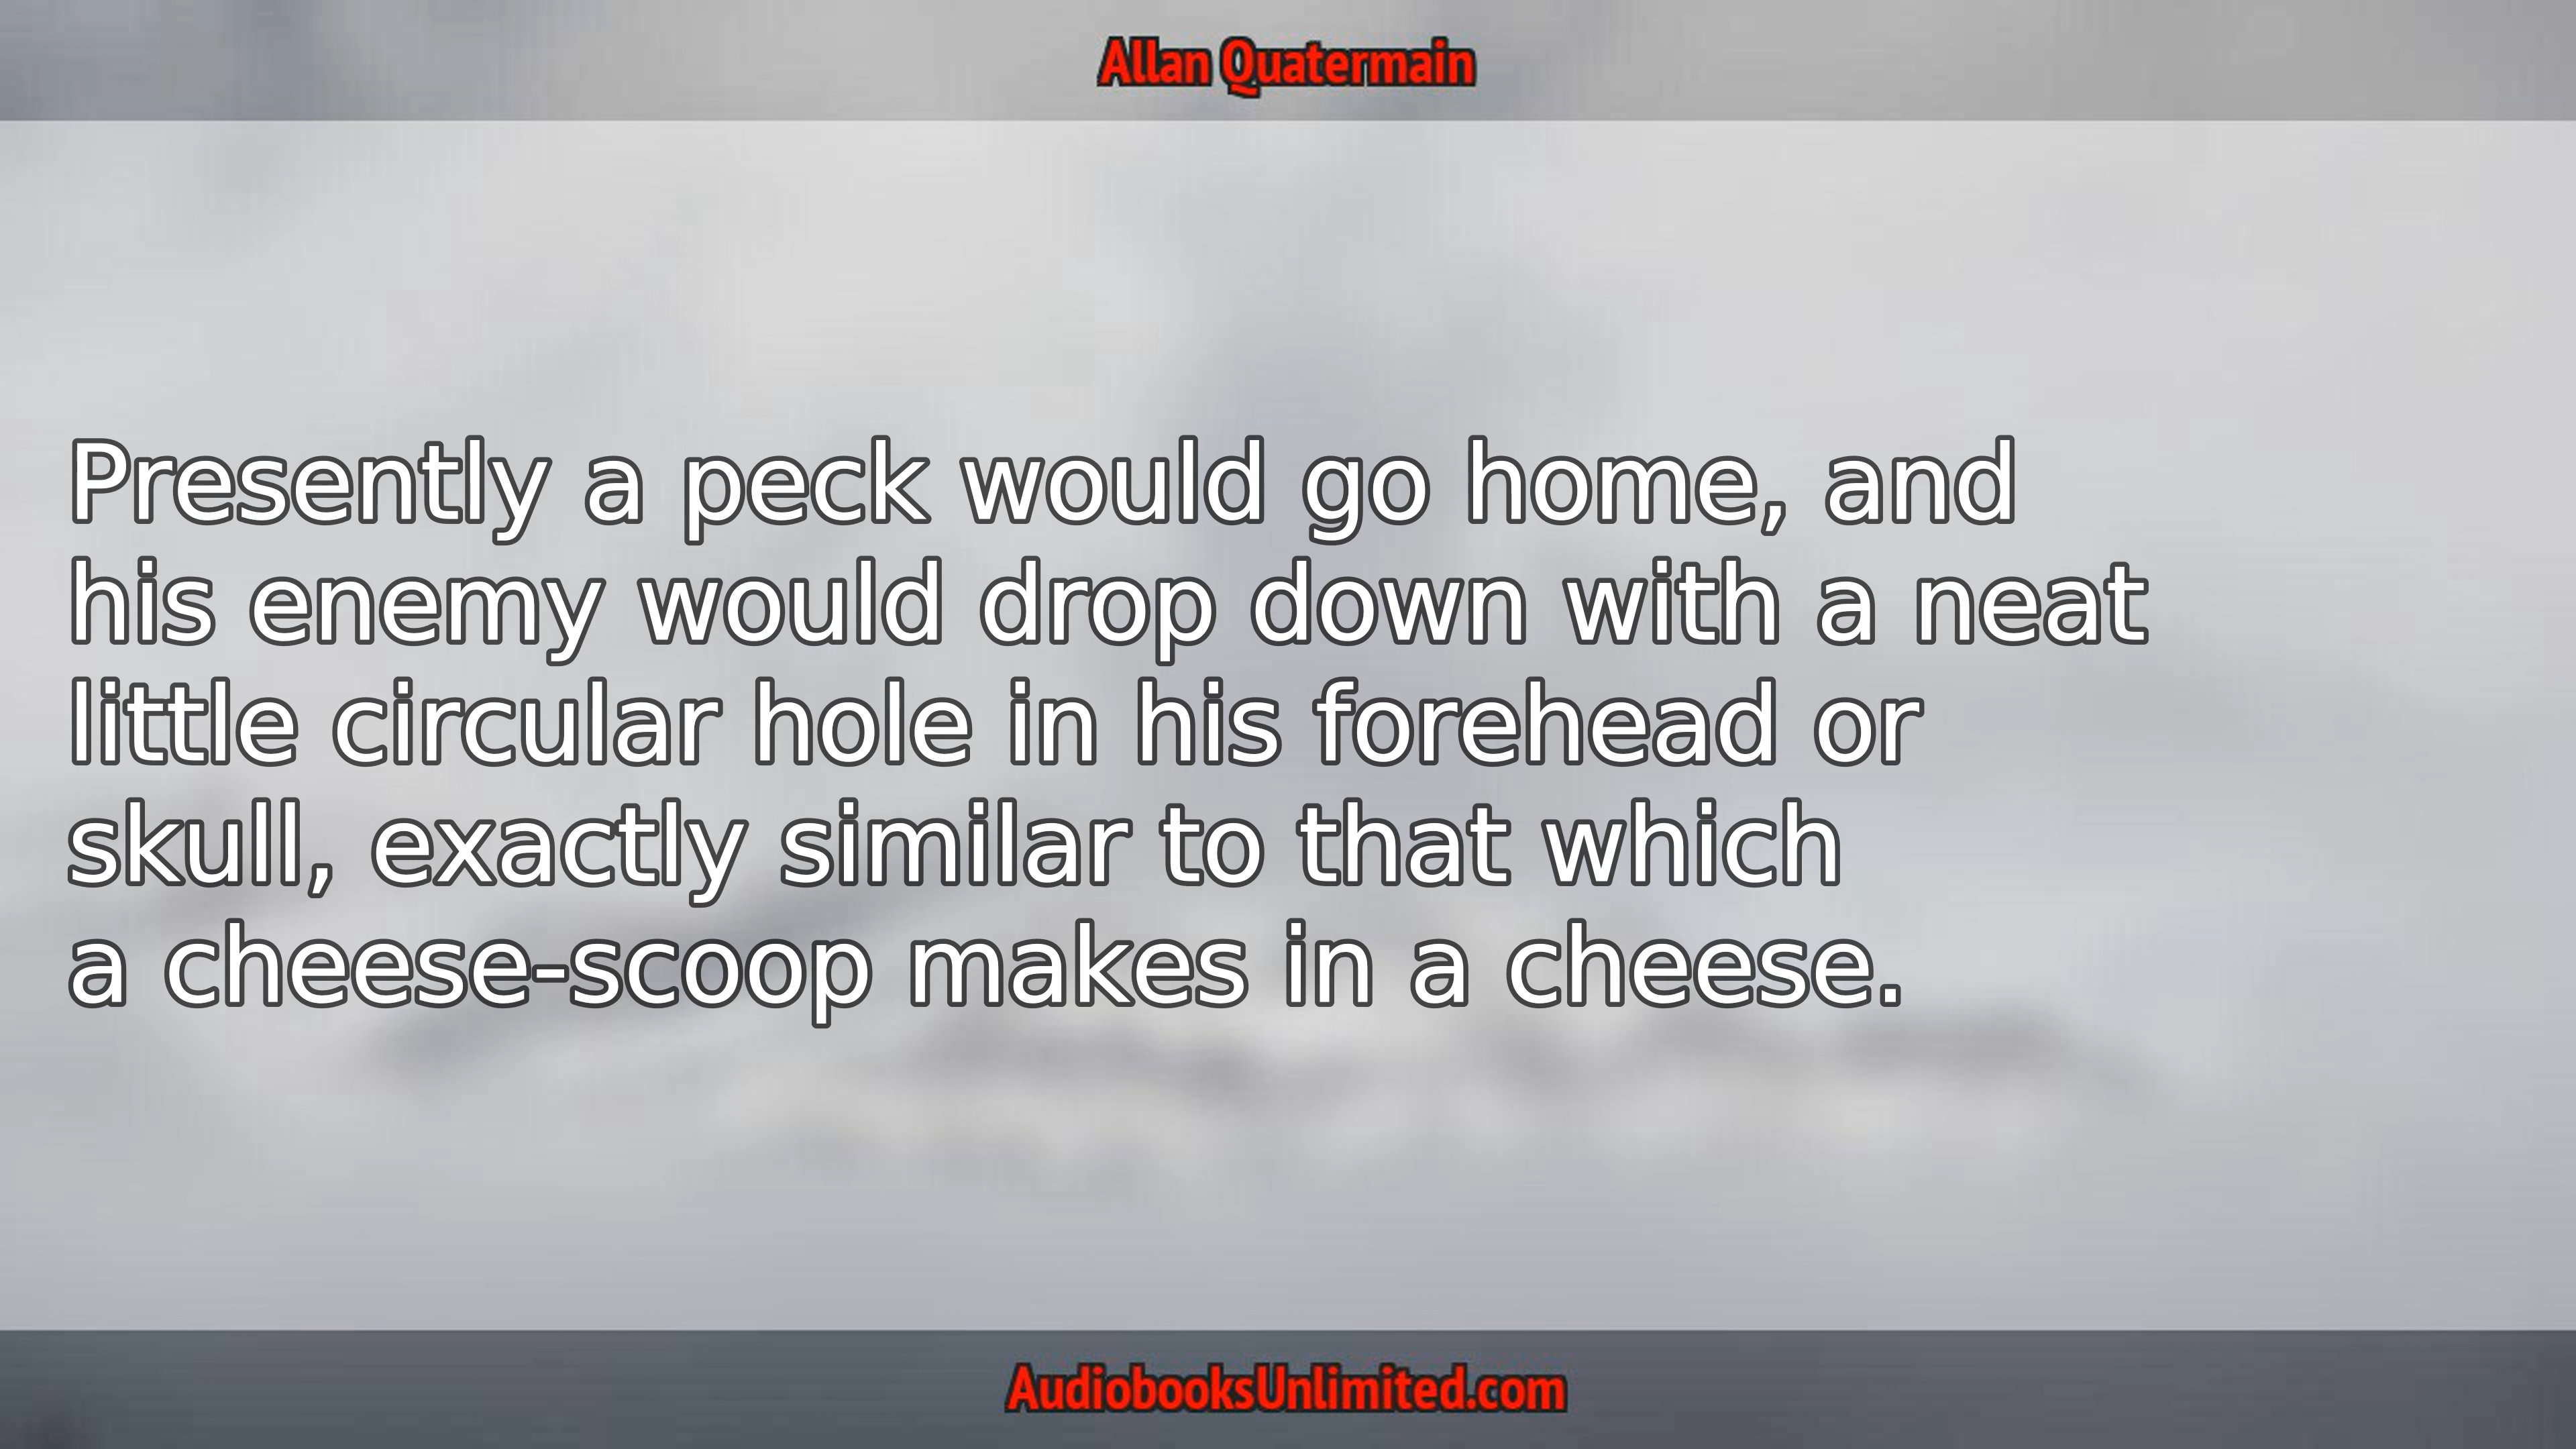 Allan Quatermain
Presently a peck would go home, and
his enemy would drop down with a neat
little circular hole in his forehead or
skull, exactly similar to that which
a cheese-scoop makes in a cheese.
AudiobooksUnlimited.com